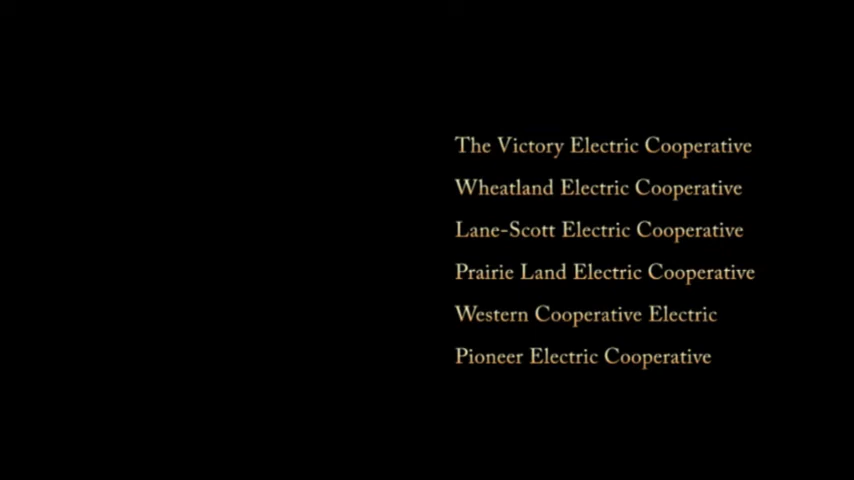 The Victory Electric Cooperative
Wheatland Electric Cooperative
Lane-Scott Electric Cooperative
Prairie Land Electric Cooperative
Western Cooperative Electric
Pioneer Electric Cooperative